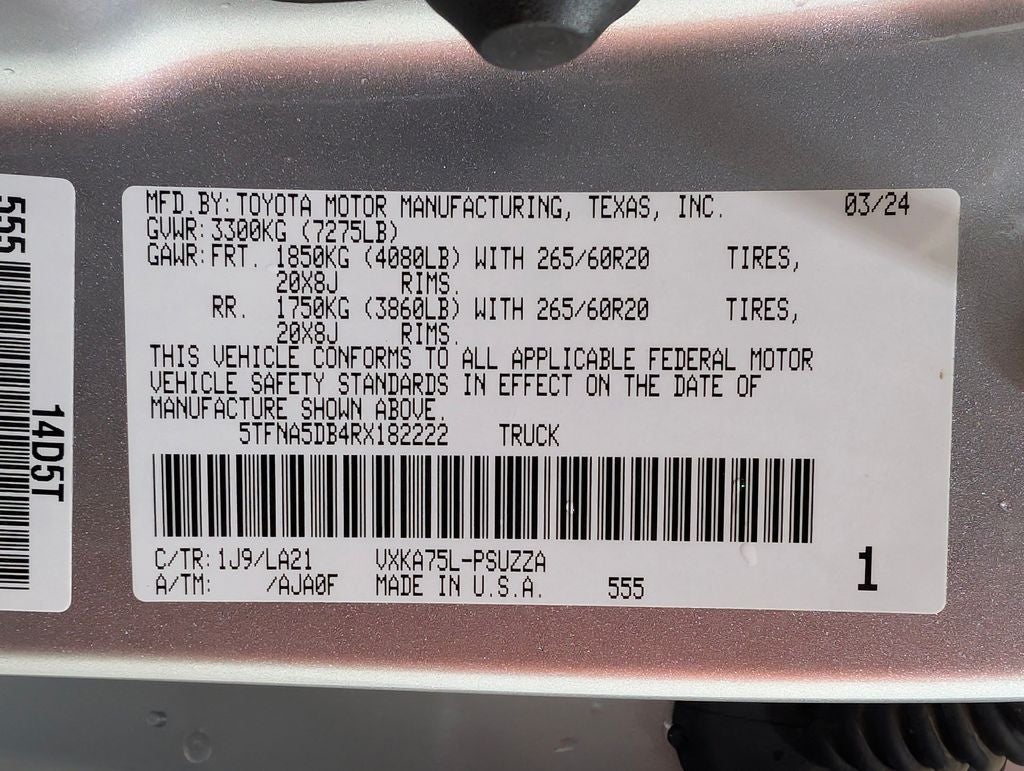 MFD.BY: TOYOTA MOTOR MANUFACTURING, TEXAS, INC. 03/24
GVWR: 3300KG (7275LB)
GAWR: FRT. 1850KG (4080LB) WITH 265/60R20 TIRES,
20X8J RIMS.
RR. 1750KG (3860LB) WITH 265/60R20 TIRES,
20X8J RIMS.
THIS VEHICLE CONFORMS TO ALL APPLICABLE FEDERAL MOTOR
VEHICLE SAFETY STANDARDS IN EFFECT ON THE DATE OF
MANUFACTURE SHOWN ABOVE.
5TFNA5DB4RX182222 TRUCK
C/TR: 1J9/LA21 VXKA75L-PSUZZA
A/TM: /AJA0F MADE IN U.S.A. 555
1
555
14D5T